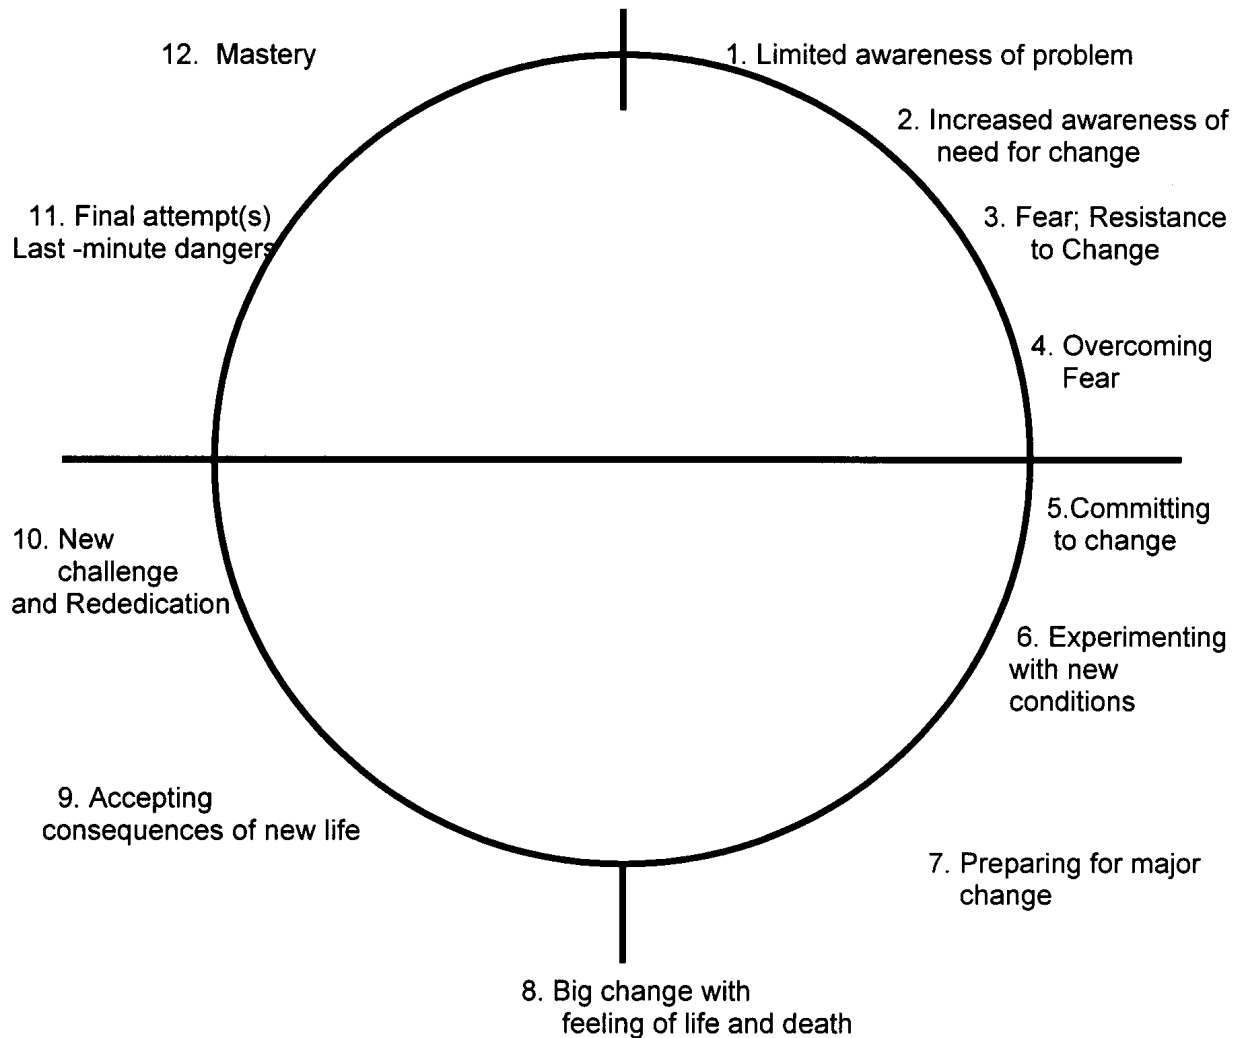 12. Mastery
1. Limited awareness of problem
2. Increased awareness of
need for change
11. Final attempt(s)
Last -minute dangers
3. Fear; Resistance
to Change
4. Overcoming
Fear
5.Committing
to change
10. New
challenge
and Rededication
6. Experimenting
with new
conditions
9. Accepting
consequences of new life
7. Preparing for major
change
8. Big change with
feeling of life and death